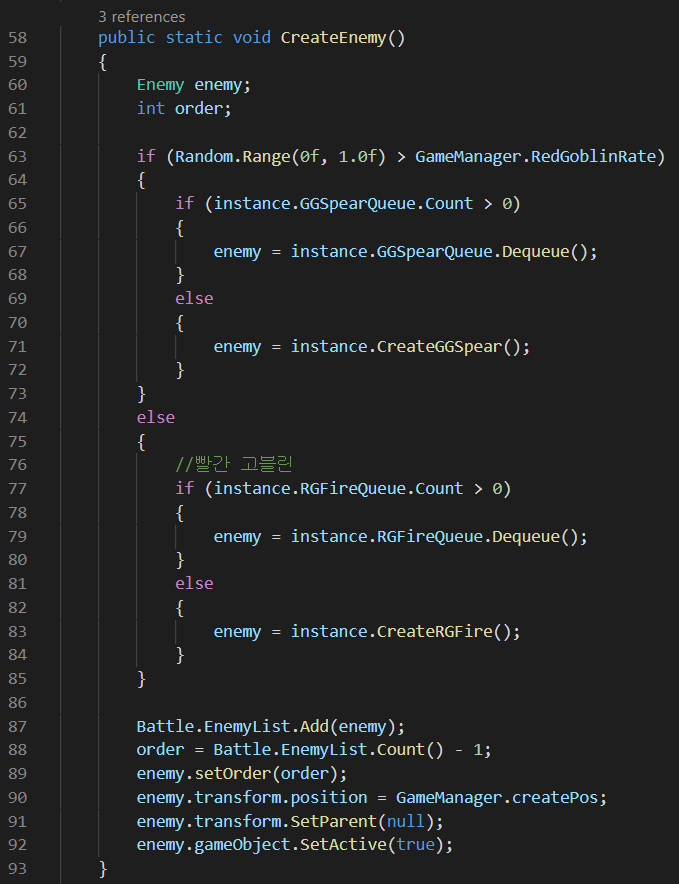 3 references
58 public static void CreateEnemy()
59 {
60 Enemy enemy;
61 int order;
62
63 if (Random.Range(0f, 1.0f) > GameManager.RedGoblinRate)
64 {
65 if (instance.GGSpearQueue.Count > 0)
66 {
67 enemy = instance.GGSpearQueue.Dequeue();
68 }
69 else
70 {
71 enemy = instance.CreateGGSpear();
72 }
73 }
74 else
75 {
76 //빨간 고블린
77 if (instance.RGFireQueue.Count > 0)
78 {
79 enemy = instance.RGFireQueue.Dequeue();
80 }
81 else
82 {
83 enemy = instance.CreateRGFire();
84 }
85 }
86
87 Battle.EnemyList.Add(enemy);
88 order = Battle.EnemyList.Count() - 1;
89 enemy.setOrder(order);
90 enemy.transform.position = GameManager.createPos;
91 enemy.transform.SetParent(null);
92 enemy.gameObject.SetActive(true);
93 }